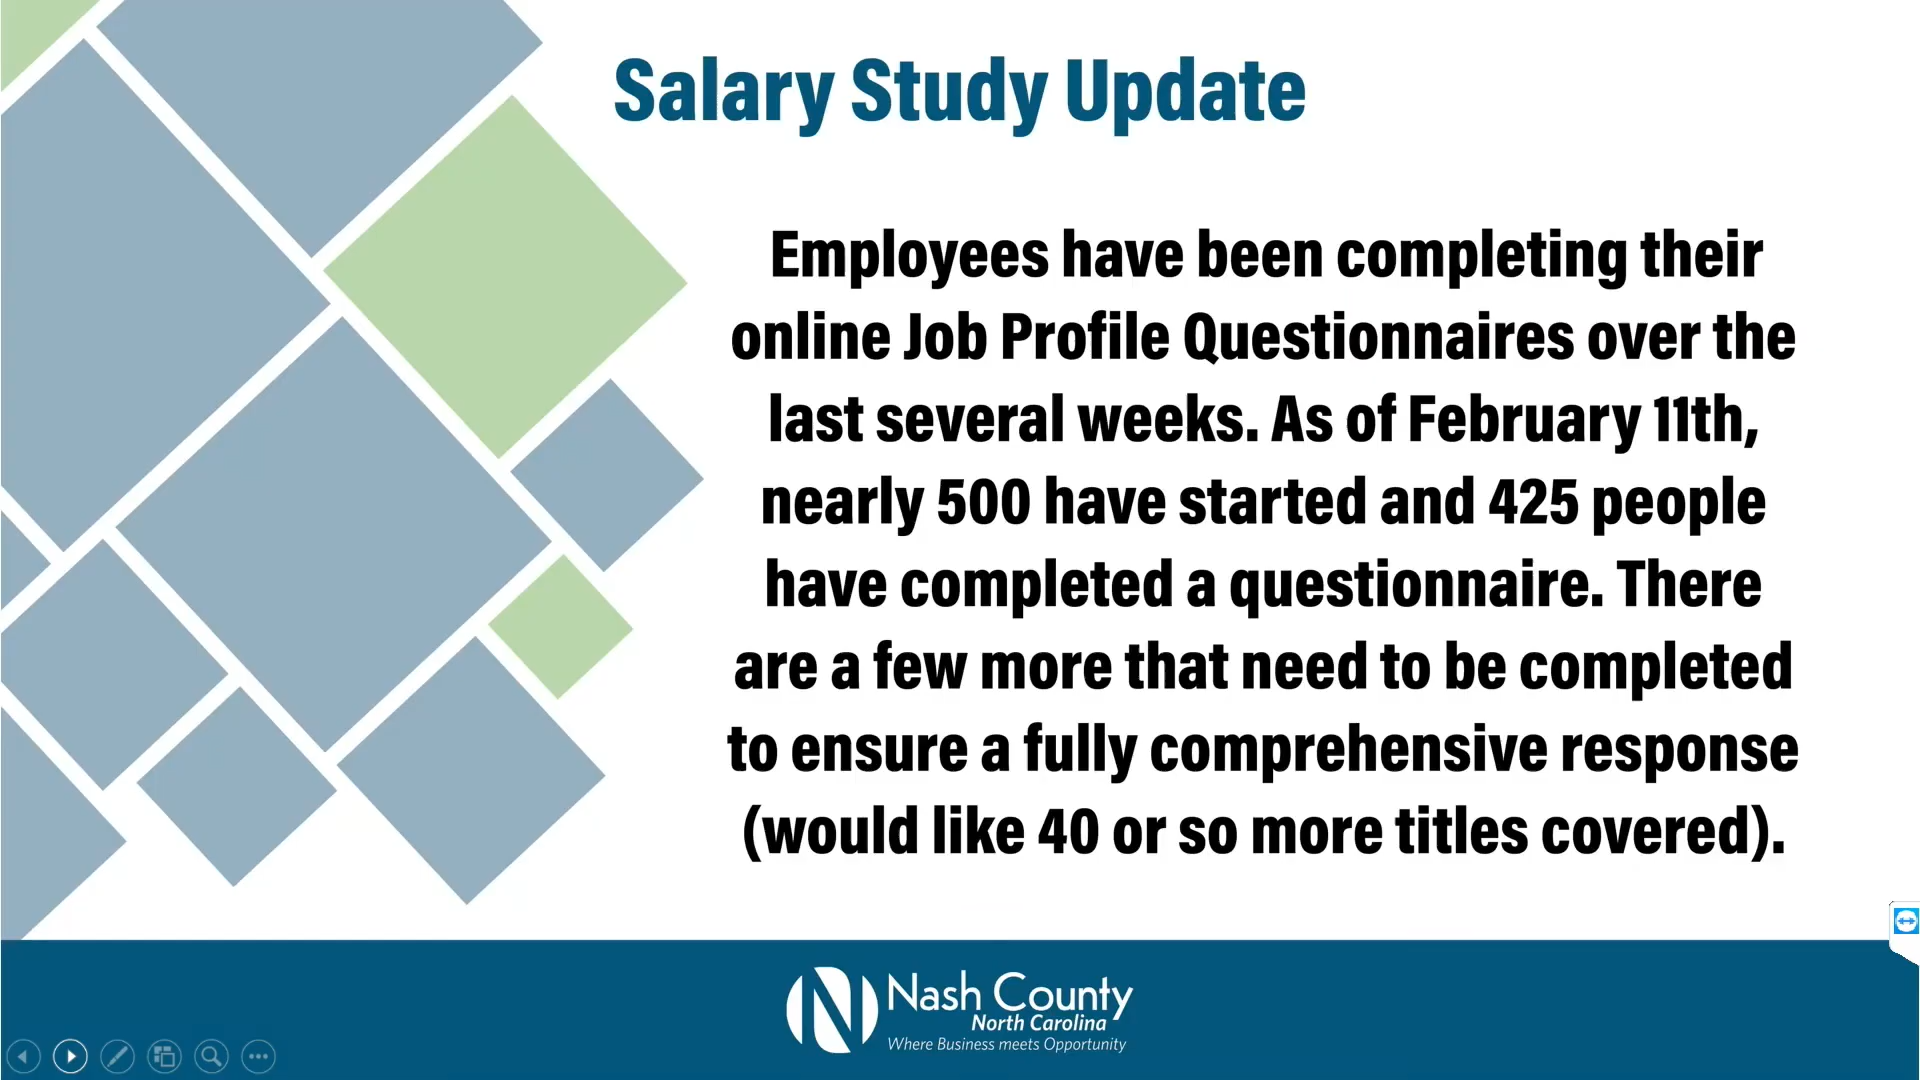 Salary Study Update
Employees have been completing their
online Job Profile Questionnaires over the
last several weeks. As of February 11th,
nearly 500 have started and 425 people
have completed a questionnaire. There
are a few more that need to be completed
to ensure a fully comprehensive response
(would like 40 or so more titles covered).
Nash County
North Carolina
Where Business meets Opportunity